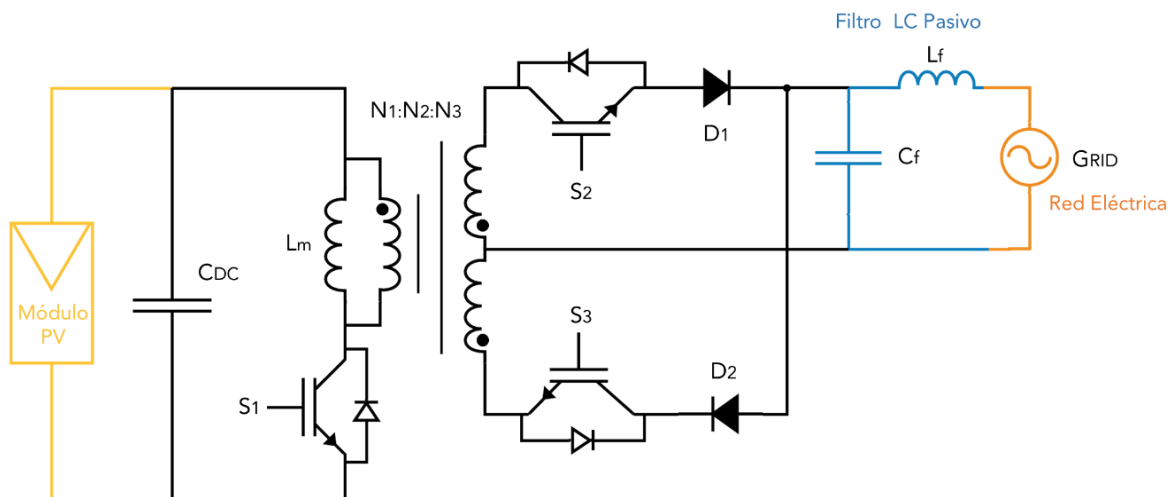 Filtro LC Pasivo
Lf
N1:N2:N3
D1
S2
Cf
GRID
Red Eléctrica
Lm
CDC
Módulo
PV
S3
D2
S1